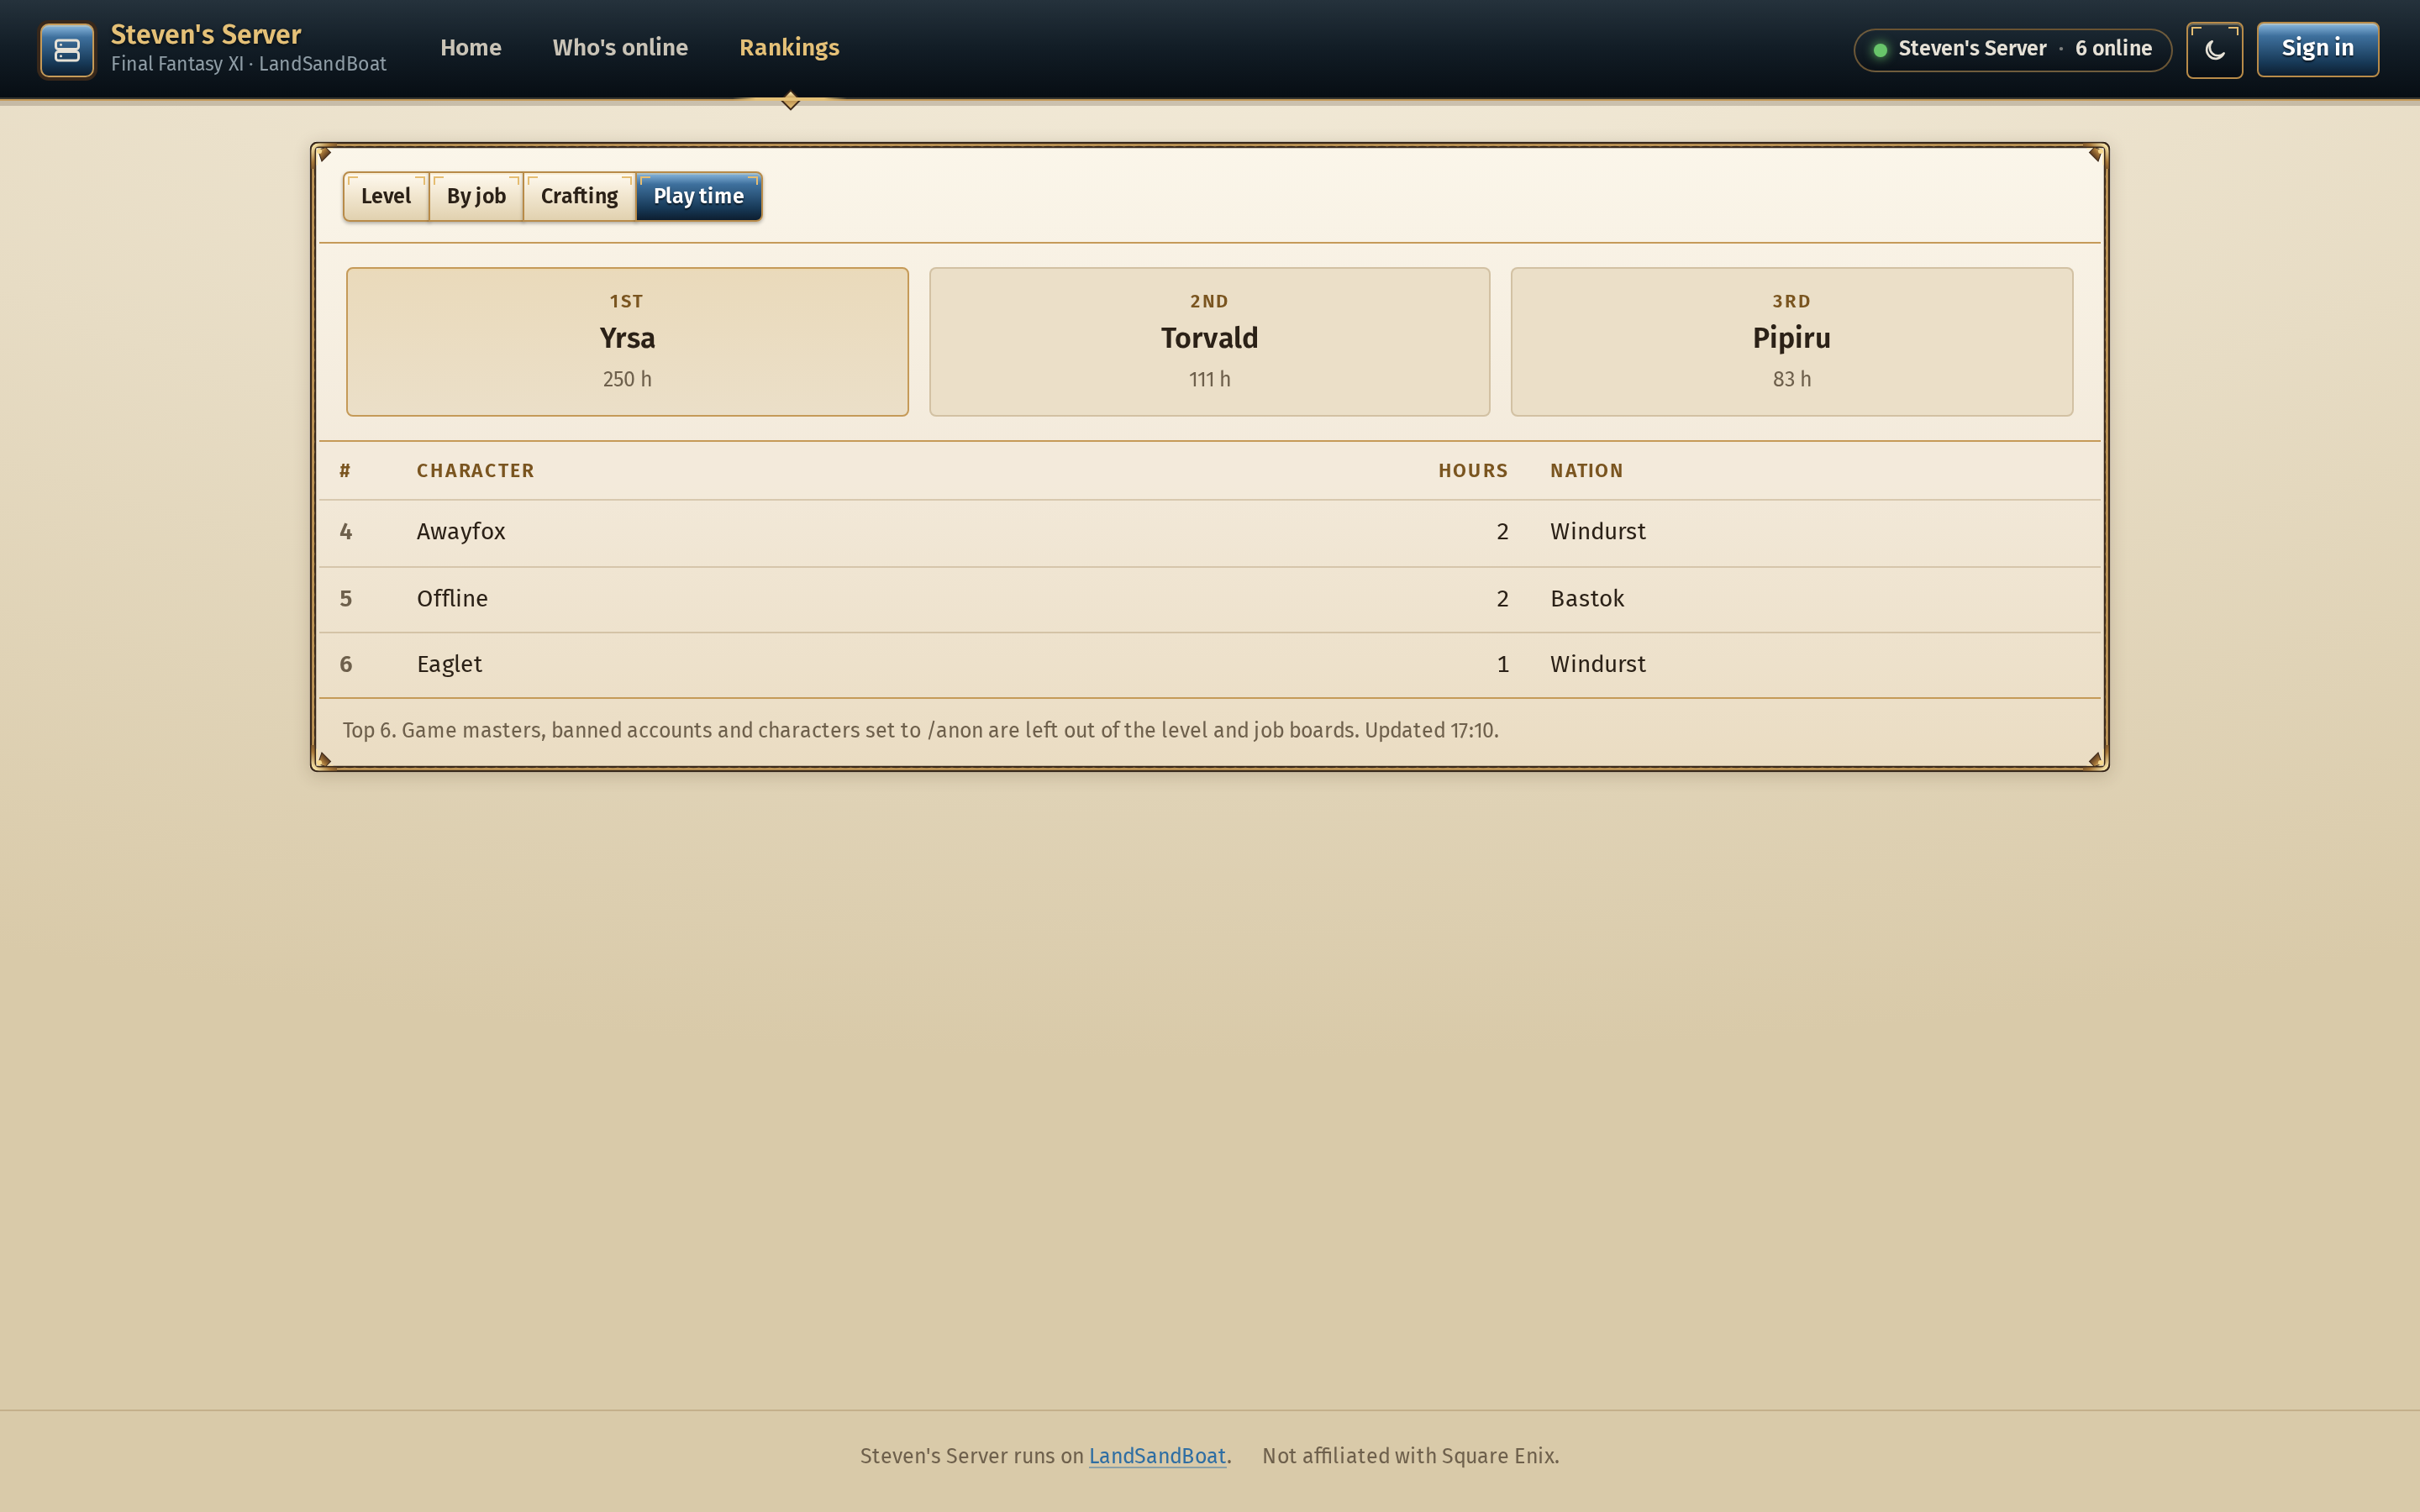 Steven's Server
Final Fantasy XI · LandSandBoat
Home
Who's online
Rankings
Steven's Server · 6 online
Sign in
Level
By job
Crafting
Play time
1ST
Yrsa
250 h
2ND
Torvald
111 h
3RD
Pipiru
83 h
# CHARACTER HOURS NATION
4 Awayfox 2 Windurst
5 Offline 2 Bastok
6 Eaglet 1 Windurst
Top 6. Game masters, banned accounts and characters set to /anon are left out of the level and job boards. Updated 17:10.
Steven's Server runs on LandSandBoat. Not affiliated with Square Enix.